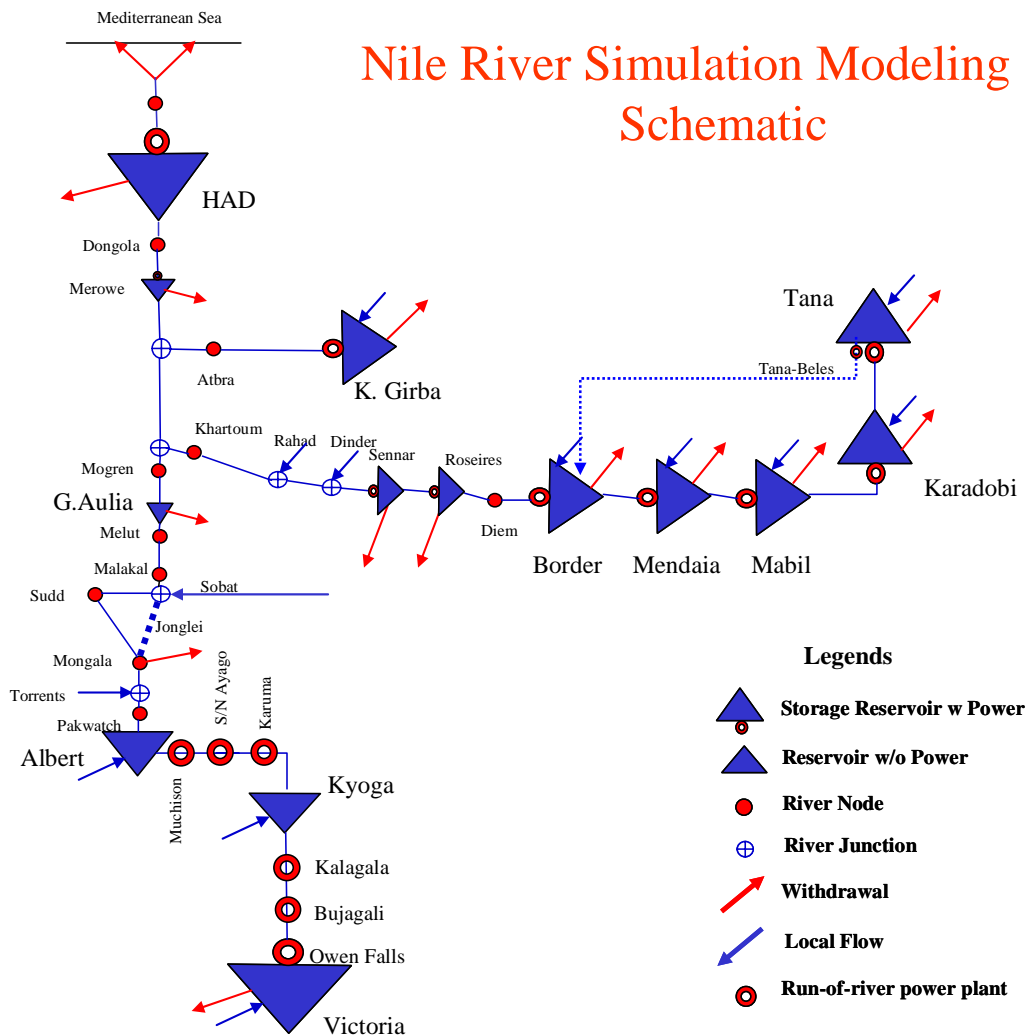 Mediterranean Sea
Nile River Simulation Modeling
Schematic
HAD
Dongola
Merowe
Atbra
K. Girba
Tana
Tana-Beles
Khartoum
Rahad
Dinder
Sennar
Roseires
Mogren
G.Aulia
Diem
Karadobi
Melut
Border
Mendaia
Mabil
Malakal
Sudd
Sobat
Jonglei
Mongala
Torrents
Pakwatch
S/N Ayago
Karuma
Albert
Muchison
Kyoga
Kalagala
Bujagali
Owen Falls
Victoria
Legends
Storage Reservoir w Power
Reservoir w/o Power
River Node
River Junction
Withdrawal
Local Flow
Run-of-river power plant